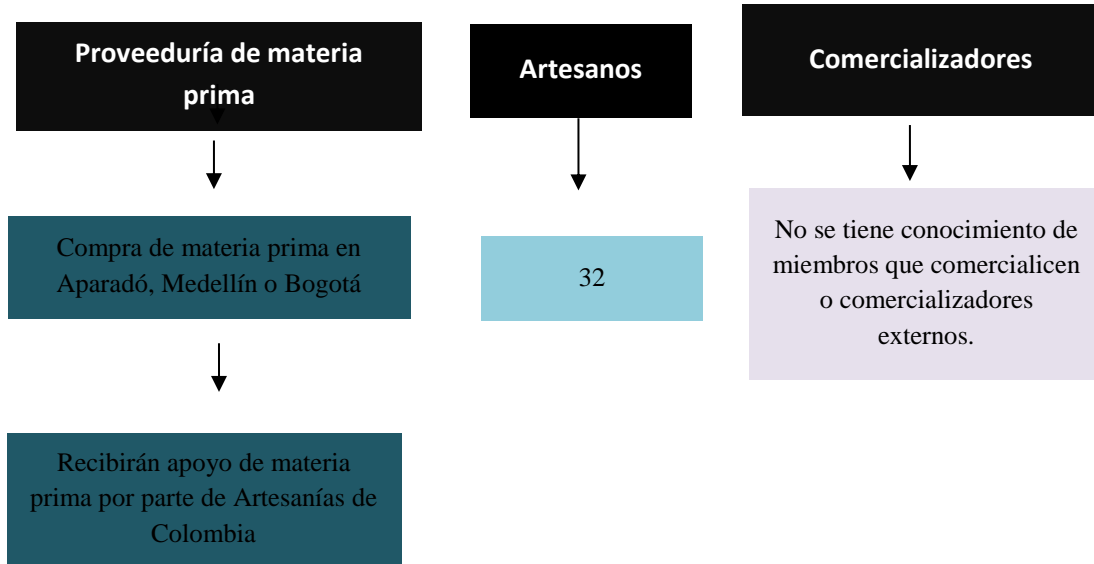 Proveeduría de materia
prima
Compra de materia prima en
Aparadó, Medellín o Bogotá
Recibirán apoyo de materia
prima por parte de Artesanías de
Colombia
Artesanos
32
Comercializadores
No se tiene conocimiento de
miembros que comercialicen
o comercializadores
externos.